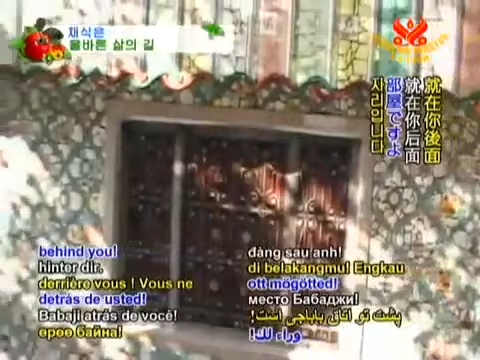 채식은
올바른 삶의 길
就在你後面
就在你后面
部屋ですよ
자리입니다
behind you!
hinter dir.
derrière vous ! Vous ne
detrás de usted!
Babaji atrás de você!
өрөө байна!
đằng sau anh!
di belakangmu! Engkau
ott mögötted!
место Бабаджи!
پشت تو اتاق باباجی است!
وراء لك!